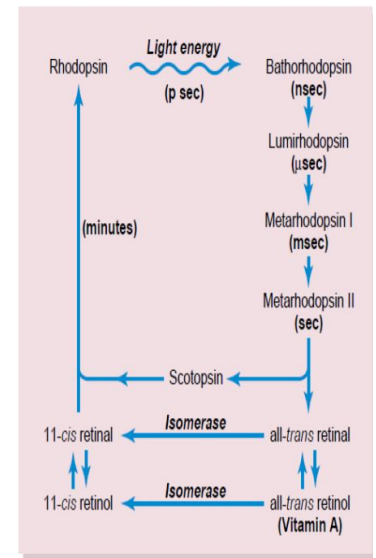 Light energy
Rhodopsin
Bathorhodopsin
(p sec)
(nsec)
Lumirhodopsin
(μsec)
(minutes)
Metarhodopsin I
(msec)
Metarhodopsin II
(sec)
Scotopsin
Isomerase
11-cis retinal
all-trans retinal
Isomerase
11-cis retinol
all-trans retinol
(Vitamin A)